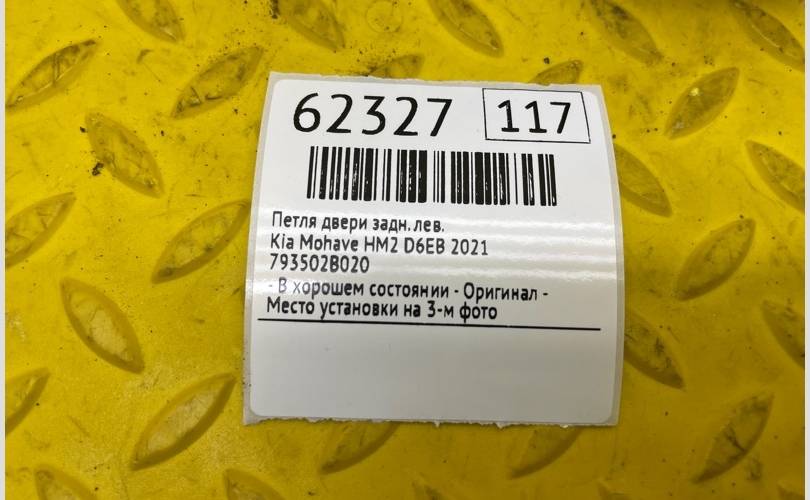 62327 117
Петля двери задн. лев.
Kia Mohave HM2 D6EB 2021
793502B020
- В хорошем состоянии - Оригинал -
Место установки на 3-м фото